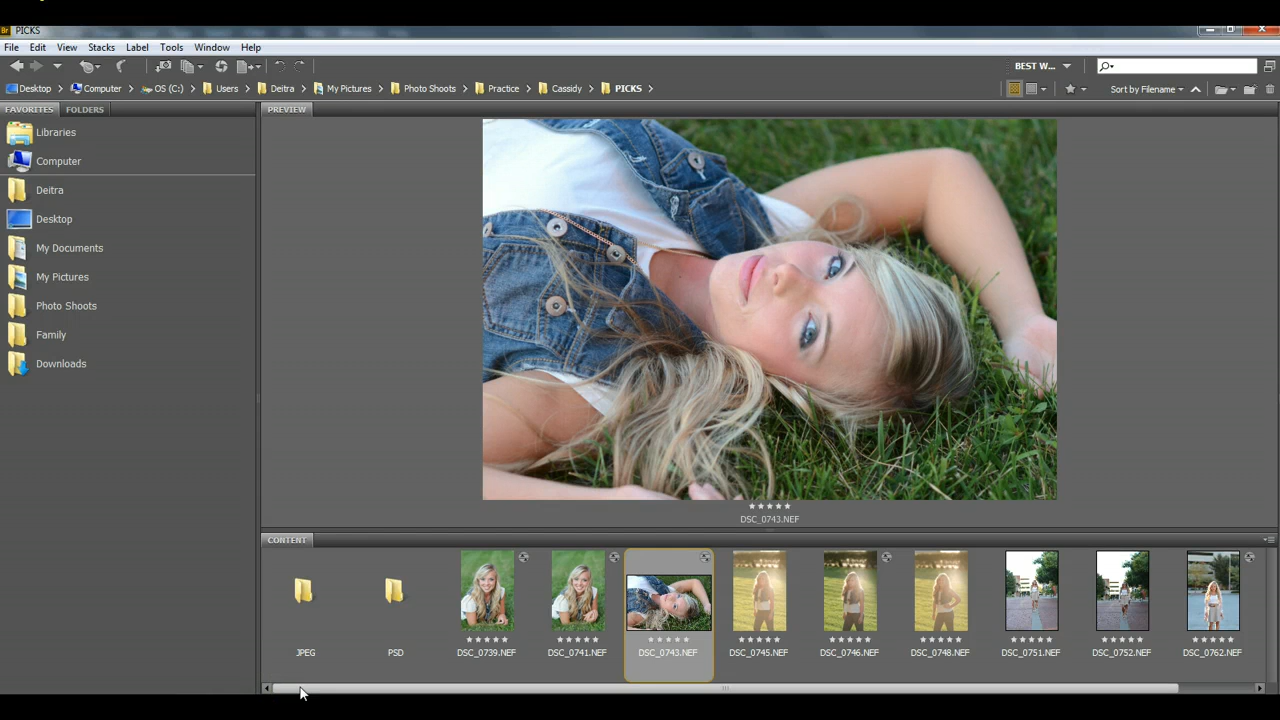 Br PICKS
File Edit View Stacks Label Tools Window Help
BEST W...
Desktop Computer OS (C:) Users Deitra My Pictures Photo Shoots Practice Cassidy PICKS
Sort by Filename
FAVORITES FOLDERS
PREVIEW
Libraries
Computer
Deitra
Desktop
My Documents
My Pictures
Photo Shoots
Family
Downloads
DSC_0743.NEF
CONTENT
JPEG PSD DSC_0739.NEF DSC_0741.NEF DSC_0743.NEF DSC_0745.NEF DSC_0746.NEF DSC_0748.NEF DSC_0751.NEF DSC_0752.NEF DSC_0762.NEF